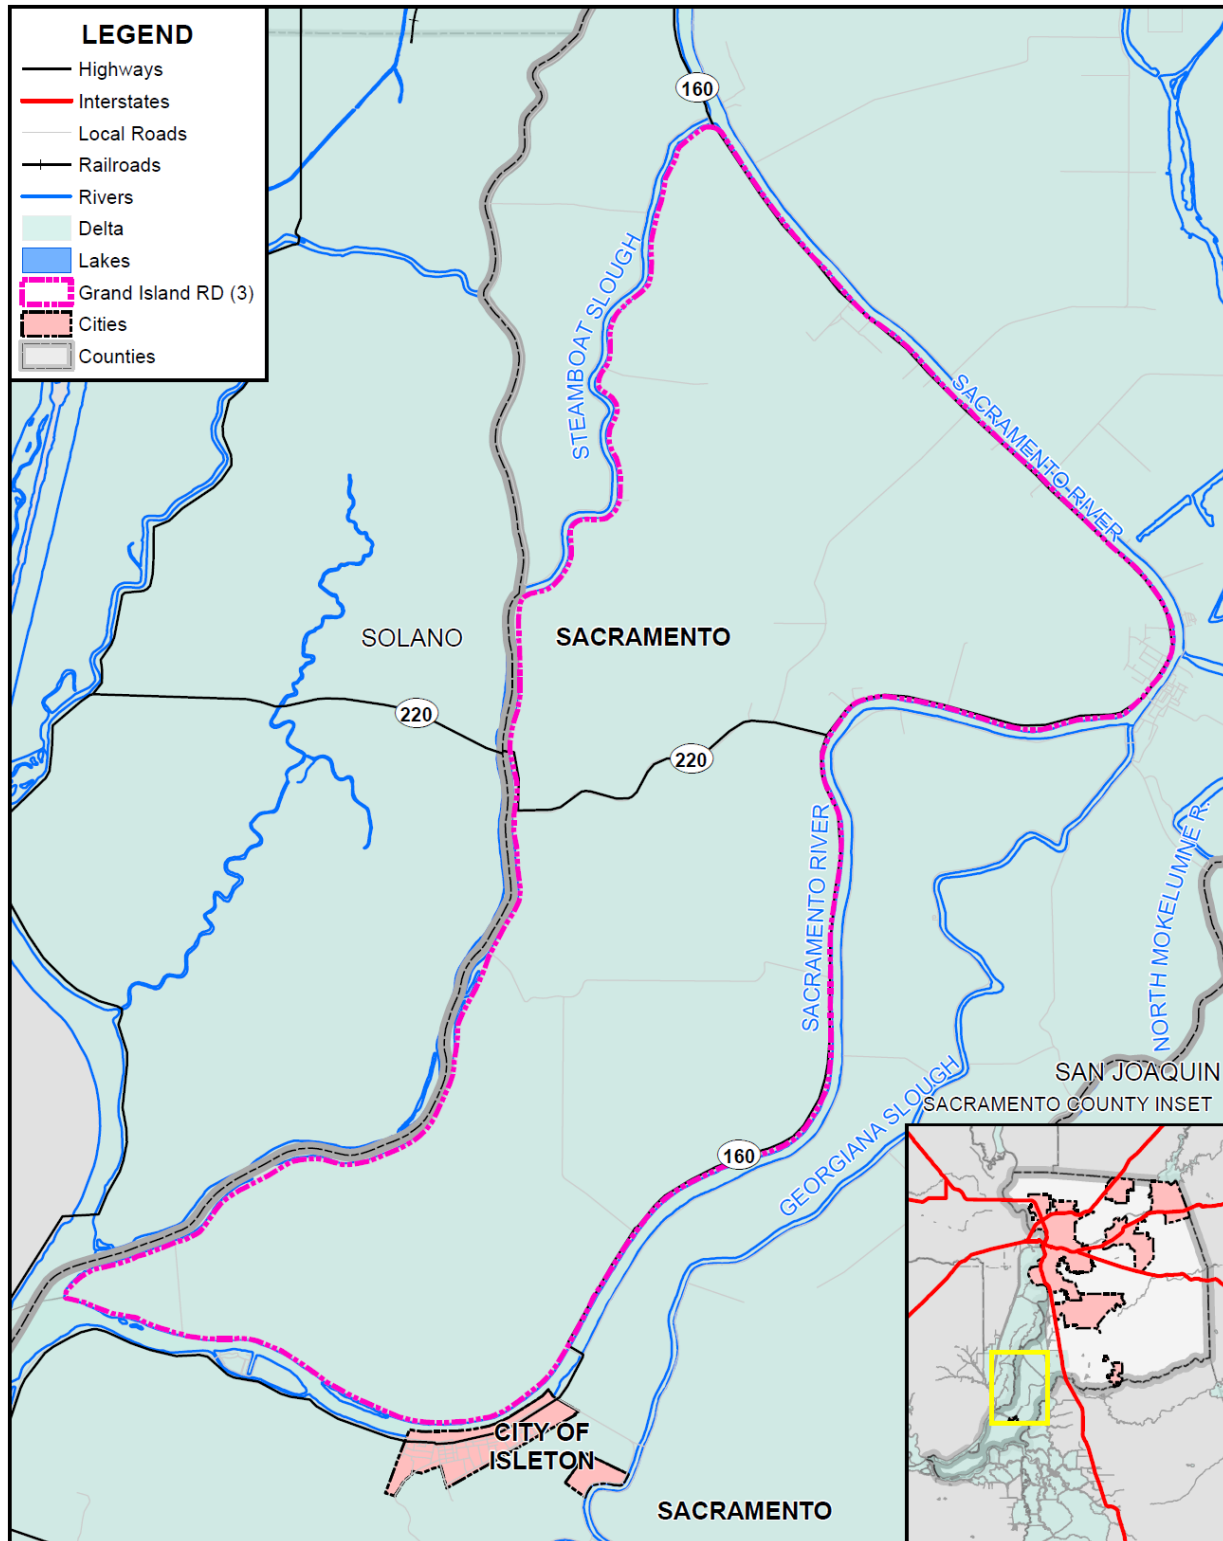 LEGEND
Highways
Interstates
Local Roads
Railroads
Rivers
Delta
Lakes
Grand Island RD (3)
Cities
Counties
160
STEAMBOAT SLOUGH
SACRAMENTO RIVER
SOLANO
SACRAMENTO
220
220
SACRAMENTO RIVER
NORTH MOKELUMNE R.
GEORGIANA SLOUGH
SAN JOAQUIN
SACRAMENTO COUNTY INSET
160
CITY OF
ISLETON
SACRAMENTO